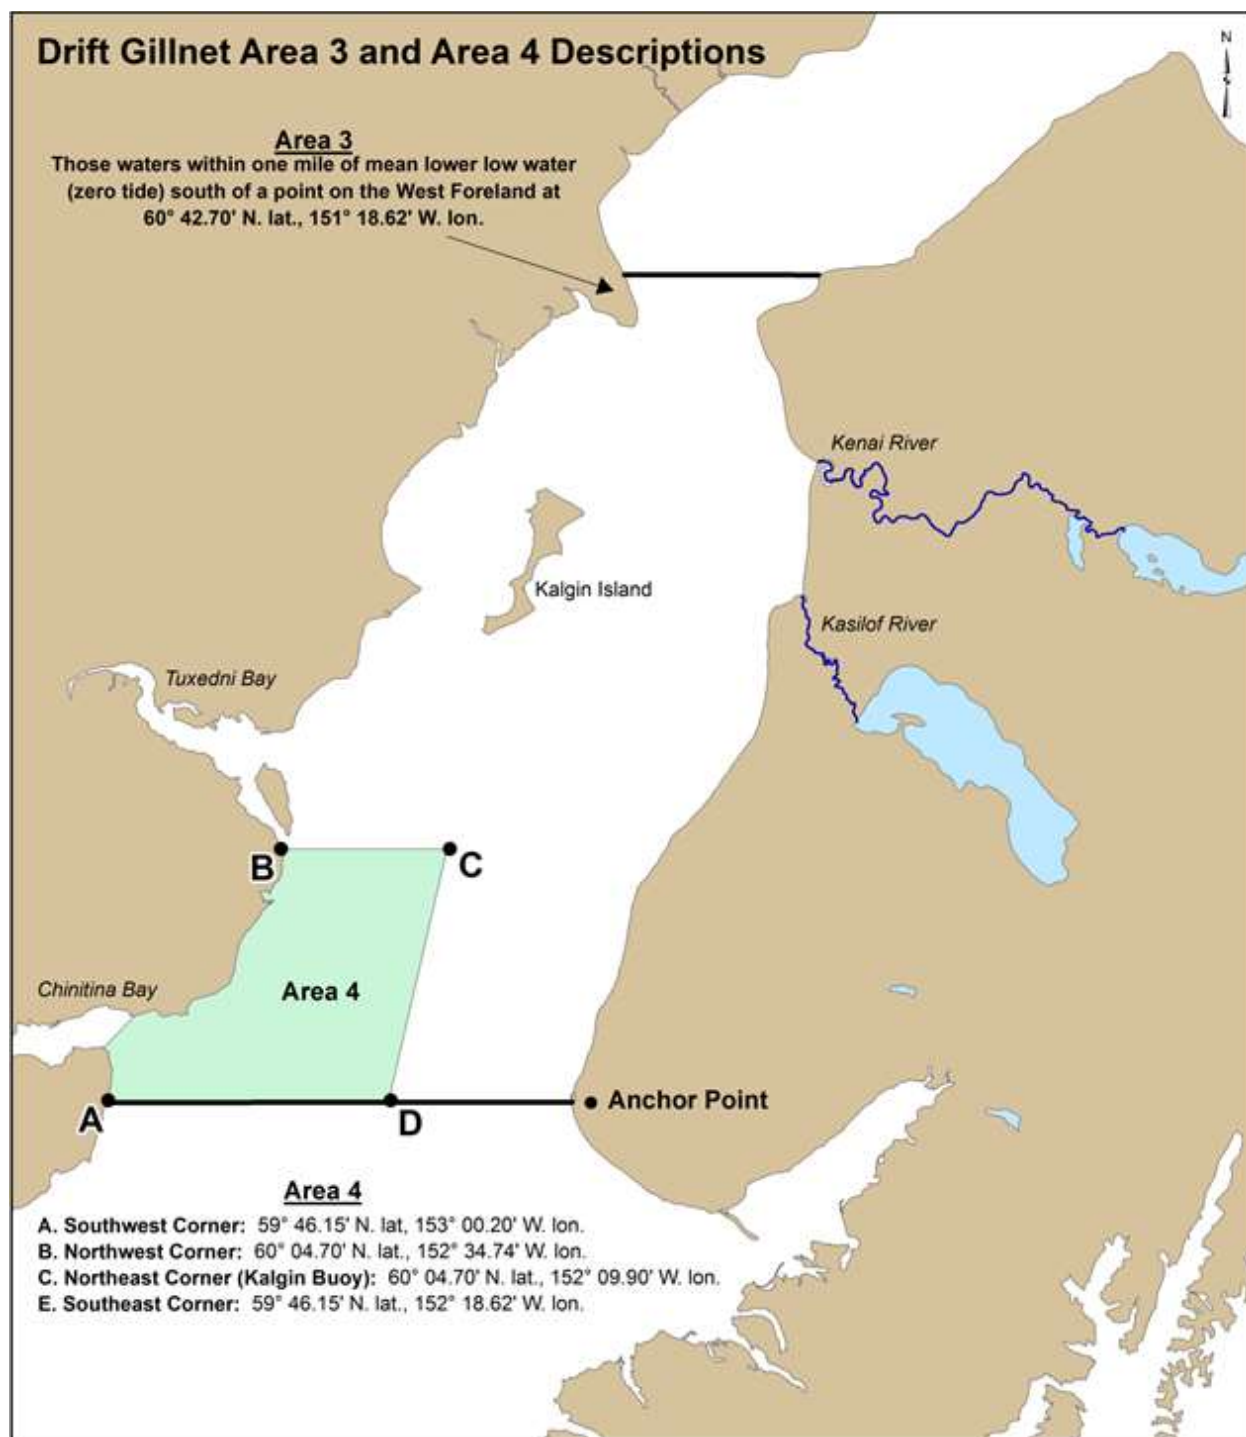 Drift Gillnet Area 3 and Area 4 Descriptions
N
Area 3
Those waters within one mile of mean lower low water
(zero tide) south of a point on the West Foreland at
60° 42.70' N. lat., 151° 18.62' W. lon.
Kenai River
Kalgin Island
Kasilof River
Tuxedni Bay
B
C
Chinitina Bay
Area 4
A
D
Anchor Point
Area 4
A. Southwest Corner: 59° 46.15' N. lat, 153° 00.20' W. lon.
B. Northwest Corner: 60° 04.70' N. lat., 152° 34.74' W. lon.
C. Northeast Corner (Kalgin Buoy): 60° 04.70' N. lat., 152° 09.90' W. lon.
E. Southeast Corner: 59° 46.15' N. lat., 152° 18.62' W. lon.